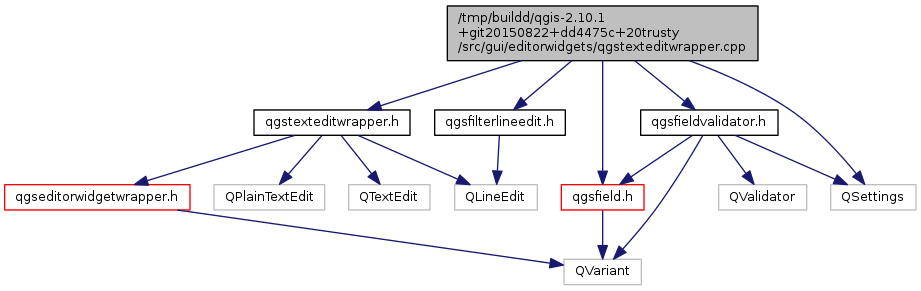 /tmp/buildd/qgis-2.10.1
+git20150822+dd4475c+20trusty
/src/gui/editorwidgets/qgstexteditwrapper.cpp
qgstexteditwrapper.h
qgsfilterlineedit.h
qgsfieldvalidator.h
qgseditorwidgetwrapper.h
QPlainTextEdit
QTextEdit
QLineEdit
qgsfield.h
QValidator
QSettings
QVariant